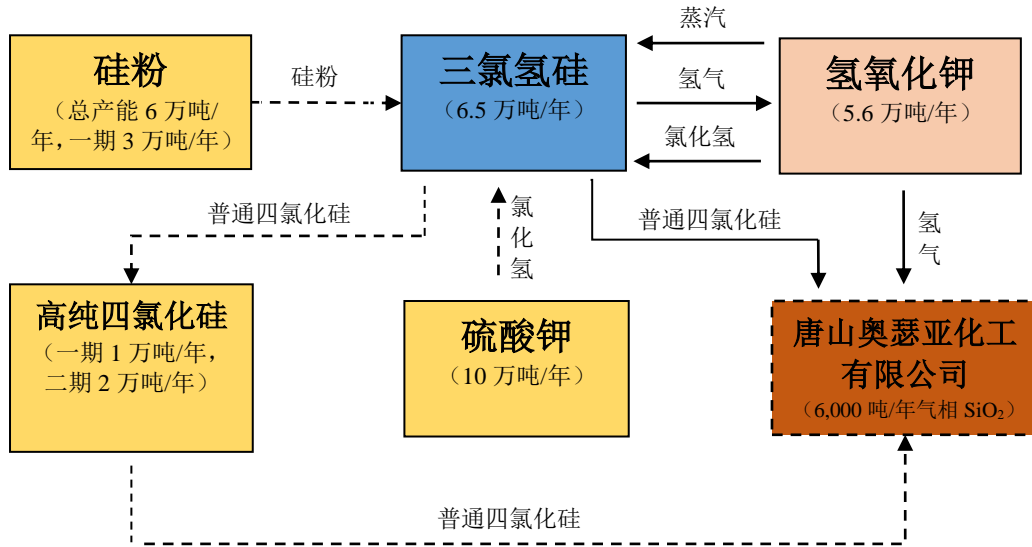 蒸汽
硅粉
（总产能 6 万吨/
年，一期 3 万吨/年）
硅粉
三氯氢硅
（6.5 万吨/年）
氢气
氯化氢
氢氧化钾
（5.6 万吨/年）
普通四氯化硅
氯化氢
普通四氯化硅
氢气
高纯四氯化硅
（一期 1 万吨/年，
二期 2 万吨/年）
硫酸钾
（10 万吨/年）
唐山奥瑟亚化工
有限公司
（6,000 吨/年气相 SiO₂）
普通四氯化硅